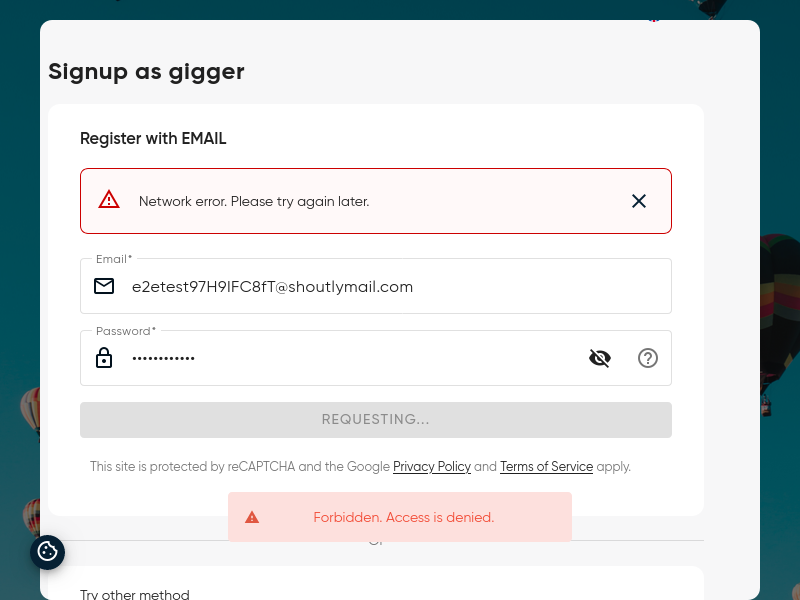 Signup as gigger
Register with EMAIL
Network error. Please try again later.
Email*
e2etest97H9IFC8fT@shoutlymail.com
Password*
••••••••••••
REQUESTING...
This site is protected by reCAPTCHA and the Google Privacy Policy and Terms of Service apply.
Forbidden. Access is denied.
Try other method